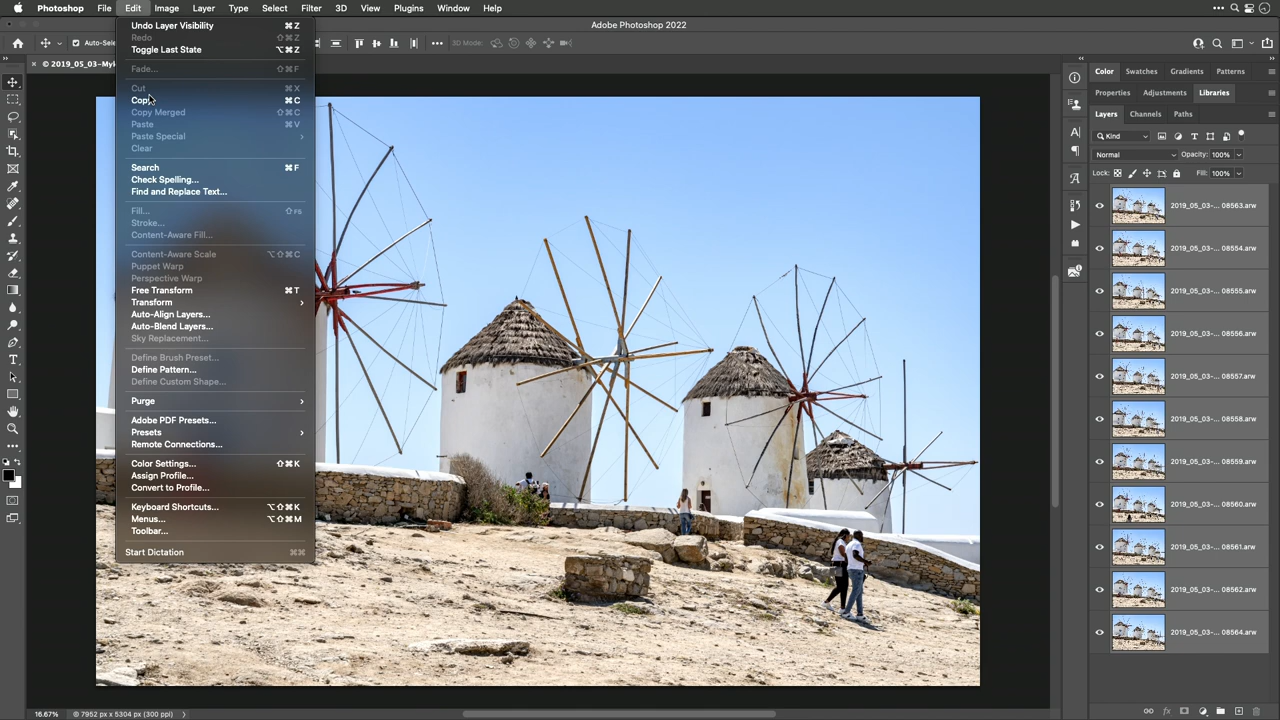 Photoshop File Edit Image Layer Type Select Filter 3D View Plugins Window Help
Adobe Photoshop 2022
Auto-Selec
3D Mode:
© 2019_05_03-Myk
Undo Layer Visibility ⌘Z
Redo ⇧⌘Z
Toggle Last State ⌥⌘Z
Fade... ⇧⌘F
Cut ⌘X
Copy ⌘C
Copy Merged ⇧⌘C
Paste ⌘V
Paste Special
Clear
Search ⌘F
Check Spelling...
Find and Replace Text...
Fill... ⇧F5
Stroke...
Content-Aware Fill...
Content-Aware Scale ⌥⇧⌘C
Puppet Warp
Perspective Warp
Free Transform ⌘T
Transform
Auto-Align Layers...
Auto-Blend Layers...
Sky Replacement...
Define Brush Preset...
Define Pattern...
Define Custom Shape...
Purge
Adobe PDF Presets...
Presets
Remote Connections...
Color Settings... ⇧⌘K
Assign Profile...
Convert to Profile...
Keyboard Shortcuts... ⌥⇧⌘K
Menus... ⌥⇧⌘M
Toolbar...
Start Dictation ⌘⌘
Color Swatches Gradients Patterns
Properties Adjustments Libraries
Layers Channels Paths
Kind
Normal Opacity: 100%
Lock: Fill: 100%
2019_05_03-... 08563.arw
2019_05_03-... 08554.arw
2019_05_03-... 08555.arw
2019_05_03-... 08556.arw
2019_05_03-... 08557.arw
2019_05_03-... 08558.arw
2019_05_03-... 08559.arw
2019_05_03-... 08560.arw
2019_05_03-... 08561.arw
2019_05_03-... 08562.arw
2019_05_03-... 08564.arw
16.67% © 7952 px x 5304 px (300 ppi)